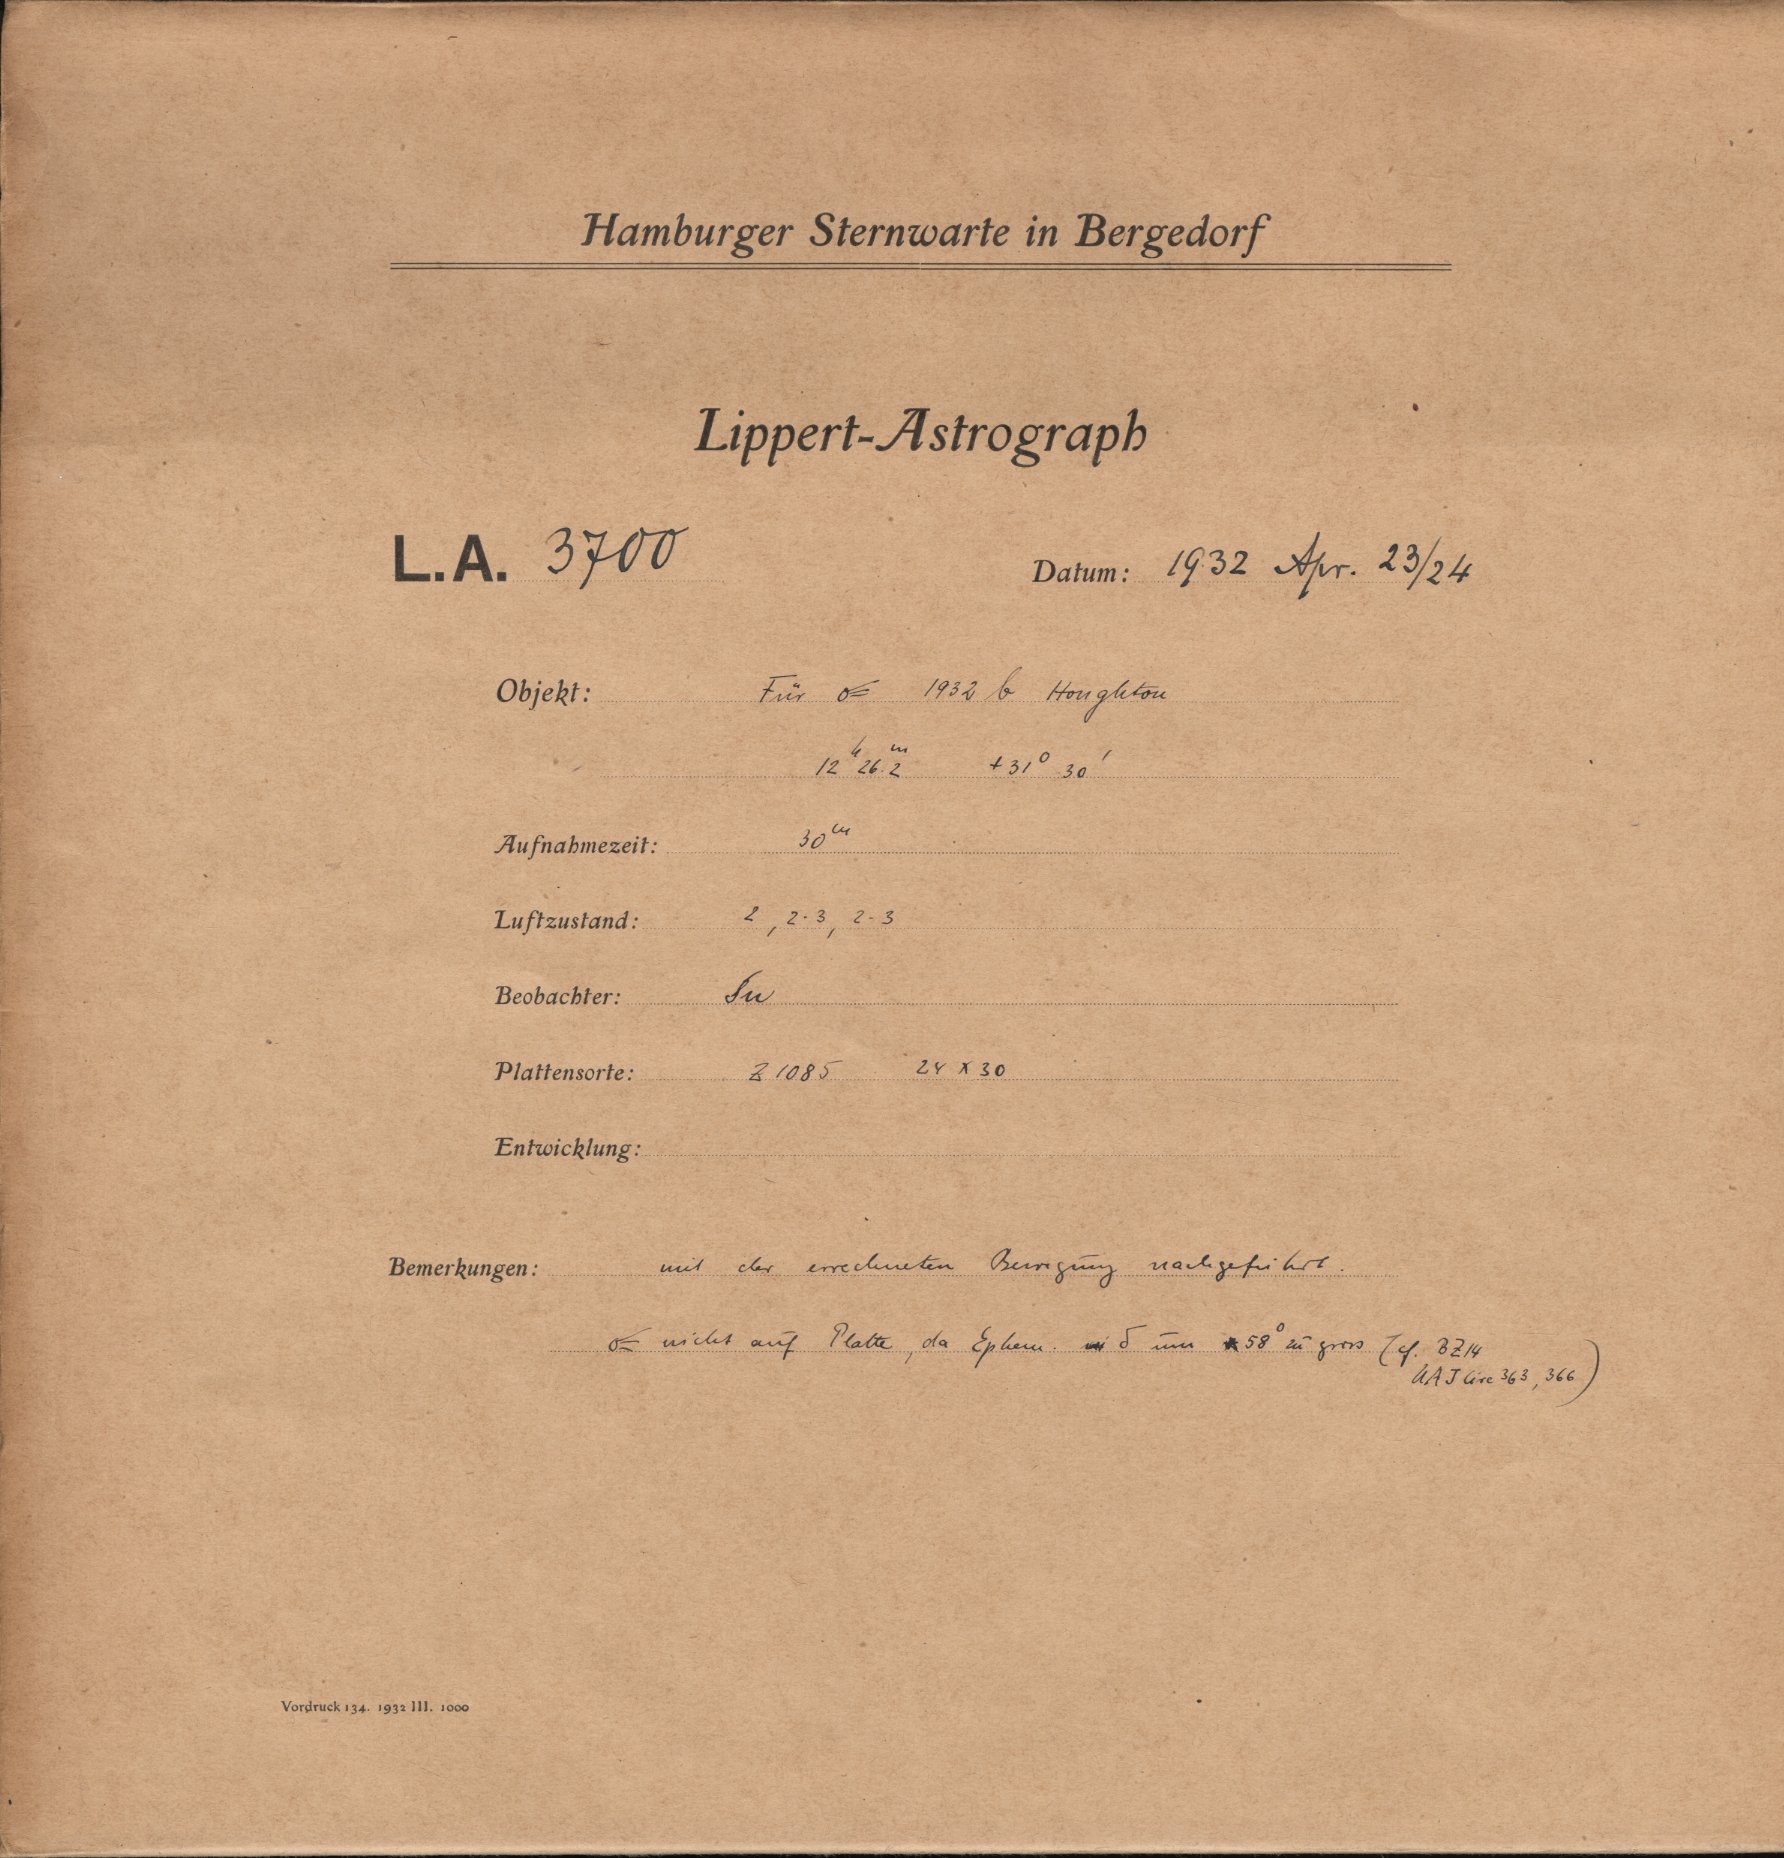 Hamburger Sternwarte in Bergedorf
Lippert-Astrograph
L.A. 3700 Datum: 1932 Apr. 23/24
Objekt: Für ☄ 1932 b Houghton
12ʰ 26.2ᵐ +31° 30'
Aufnahmezeit: 30ᵐ
Luftzustand: 2, 2-3, 2-3
Beobachter:
Plattensorte: Z 1085 24 x 30
Entwicklung:
Bemerkungen: mit der errechneten Bewegung nachgeführt.
☄ nicht auf Platte, da Ephem. δ um 58° zu gross (cf. BZ 14
UAI Circ 363, 366)
Vordruck 134. 1932 III. 1000